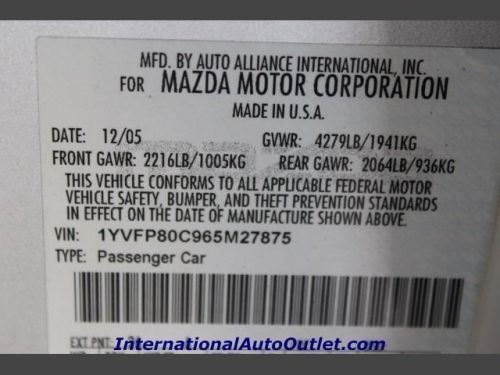 MFD. BY AUTO ALLIANCE INTERNATIONAL, INC.
FOR MAZDA MOTOR CORPORATION
MADE IN U.S.A.
DATE: 12/05 GVWR: 4279LB/1941KG
FRONT GAWR: 2216LB/1005KG REAR GAWR: 2064LB/936KG
THIS VEHICLE CONFORMS TO ALL APPLICABLE FEDERAL MOTOR
VEHICLE SAFETY, BUMPER, AND THEFT PREVENTION STANDARDS
IN EFFECT ON THE DATE OF MANUFACTURE SHOWN ABOVE.
VIN: 1YVFP80C965M27875
TYPE: Passenger Car
EXT PNT:
InternationalAutoOutlet.com